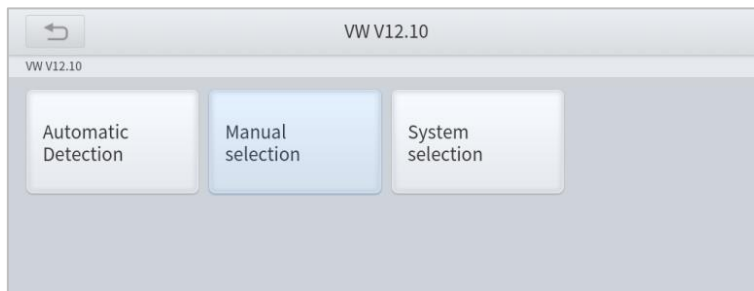 VW V12.10
VW V12.10
Automatic
Detection
Manual
selection
System
selection